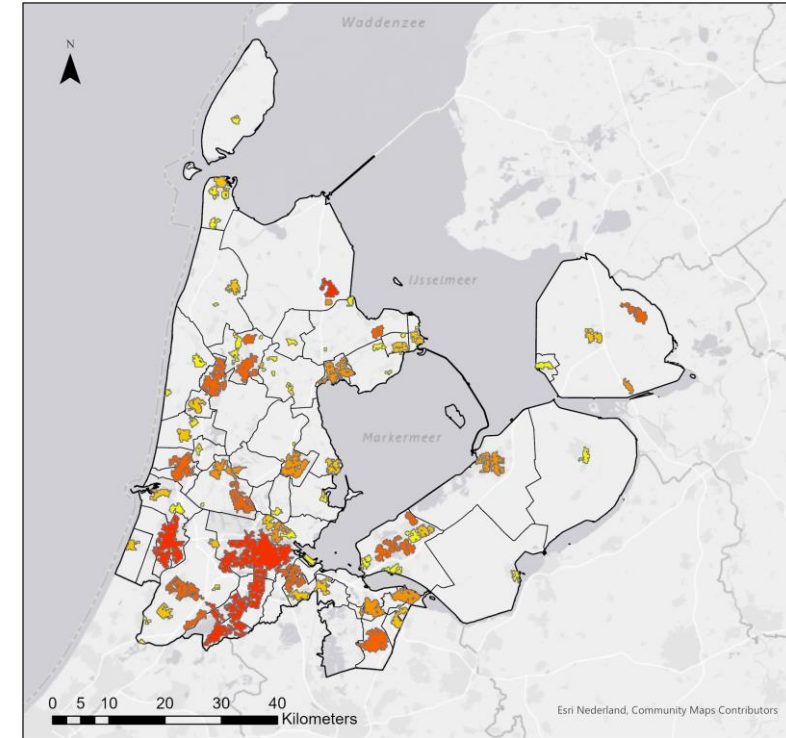 Waddenzee
N
IJsselmeer
Markermeer
0 5 10 20 30 40
Kilometers
Esri Nederland, Community Maps Contributors